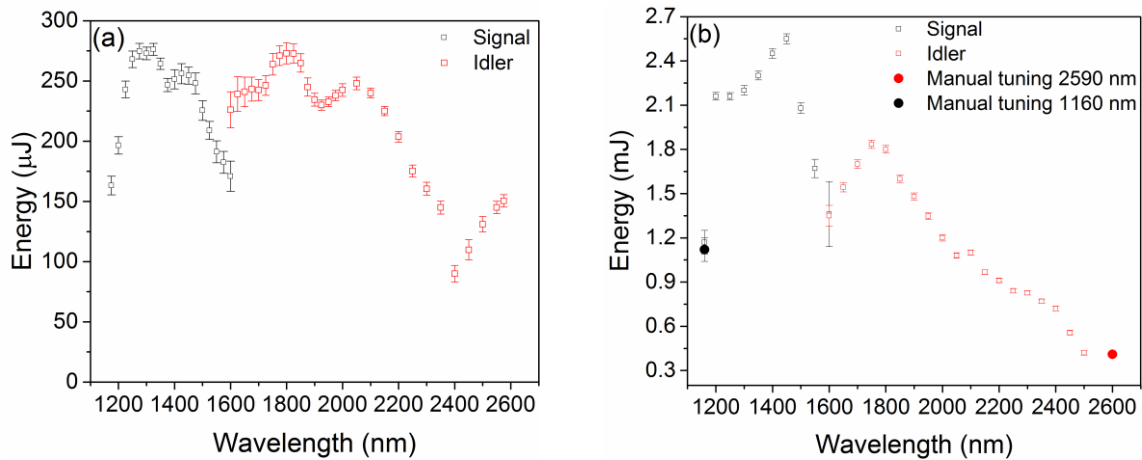 300
250
200
150
100
50
0
Energy (μJ)
(a)
Signal
Idler
1200 1400 1600 1800 2000 2200 2400 2600
Wavelength (nm)
2.7
2.4
2.1
1.8
1.5
1.2
0.9
0.6
0.3
Energy (mJ)
(b)
Signal
Idler
Manual tuning 2590 nm
Manual tuning 1160 nm
1200 1400 1600 1800 2000 2200 2400 2600
Wavelength (nm)